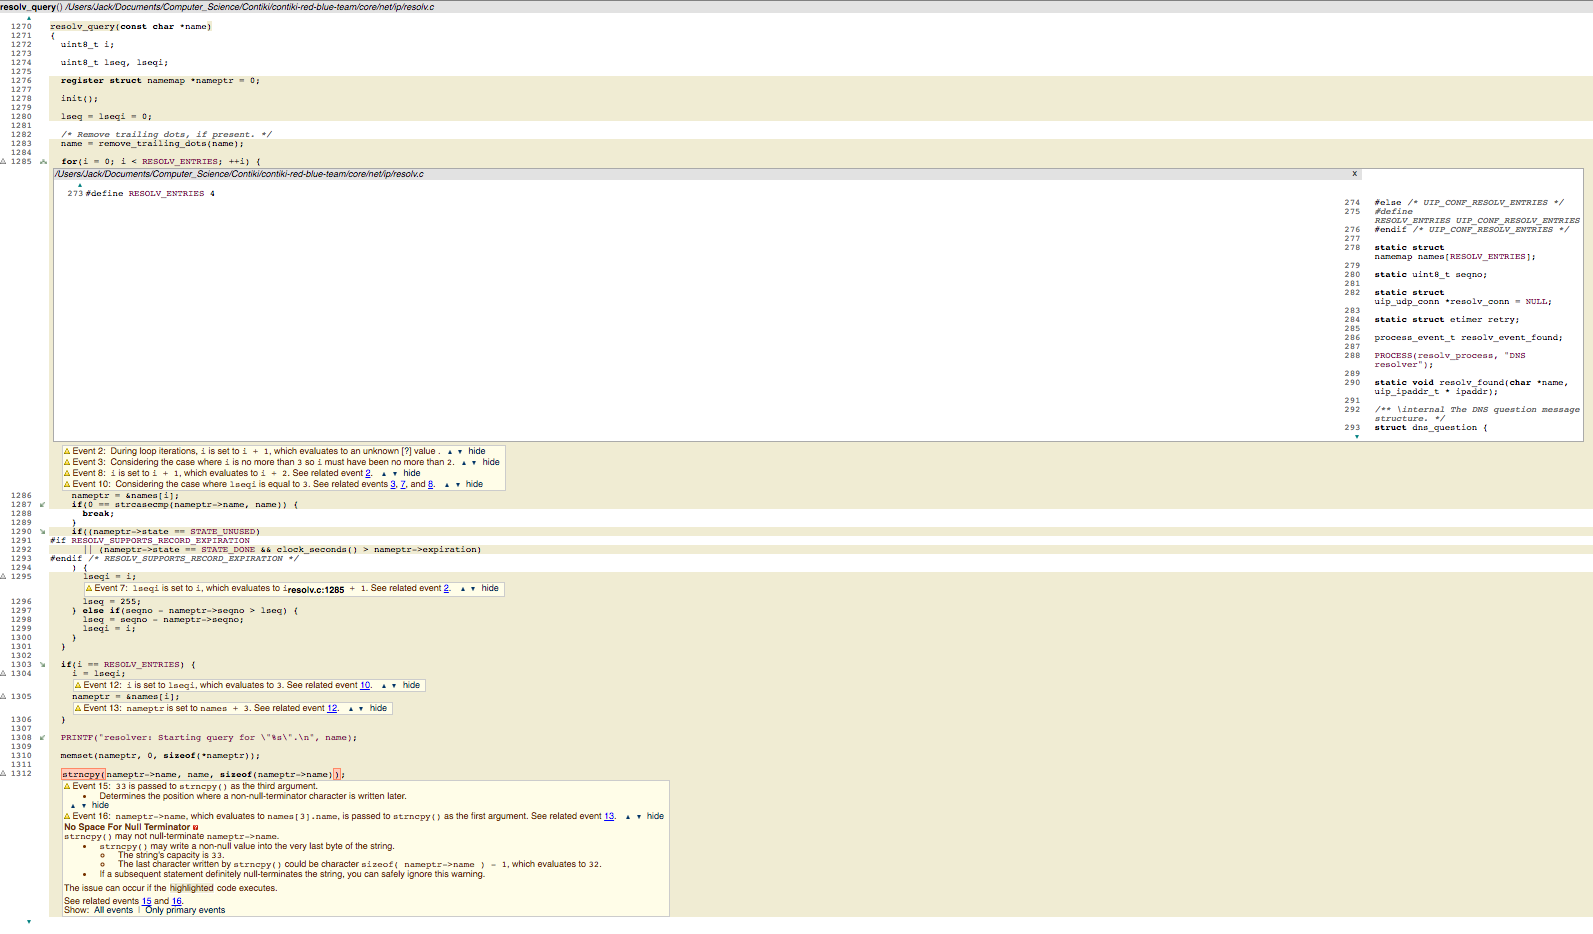 resolv_query() /Users/Jack/Documents/Computer_Science/Contiki/contiki-red-blue-team/core/net/ip/resolv.c
1270 resolv_query(const char *name)
1271 {
1272 uint8_t i;
1273
1274 uint8_t lseq, lseqi;
1275
1276 register struct namemap *nameptr = 0;
1277
1278 init();
1279
1280 lseq = lseqi = 0;
1281
1282 /* Remove trailing dots, if present. */
1283 name = remove_trailing_dots(name);
1284
1285 for(i = 0; i < RESOLV_ENTRIES; ++i) {
/Users/Jack/Documents/Computer_Science/Contiki/contiki-red-blue-team/core/net/ip/resolv.c x
273 #define RESOLV_ENTRIES 4
274 #else /* UIP_CONF_RESOLV_ENTRIES */
275 #define
RESOLV_ENTRIES UIP_CONF_RESOLV_ENTRIES
276 #endif /* UIP_CONF_RESOLV_ENTRIES */
277
278 static struct
namemap names[RESOLV_ENTRIES];
279
280 static uint8_t seqno;
281
282 static struct
uip_udp_conn *resolv_conn = NULL;
283
284 static struct etimer retry;
285
286 process_event_t resolv_event_found;
287
288 PROCESS(resolv_process, "DNS
resolver");
289
290 static void resolv_found(char *name,
uip_ipaddr_t * ipaddr);
291
292 /** \internal The DNS question message
structure. */
293 struct dns_question {
Event 2: During loop iterations, i is set to i + 1, which evaluates to an unknown [?] value . ▲ ▼ hide
Event 3: Considering the case where i is no more than 3 so i must have been no more than 2. ▲ ▼ hide
Event 8: i is set to i + 1, which evaluates to i + 2. See related event 2. ▲ ▼ hide
Event 10: Considering the case where lseqi is equal to 3. See related events 3, 7, and 8. ▲ ▼ hide
1286 nameptr = &names[i];
1287 if(0 == strcasecmp(nameptr->name, name)) {
1288 break;
1289 }
1290 if((nameptr->state == STATE_UNUSED)
1291 #if RESOLV_SUPPORTS_RECORD_EXPIRATION
1292 || (nameptr->state == STATE_DONE && clock_seconds() > nameptr->expiration)
1293 #endif /* RESOLV_SUPPORTS_RECORD_EXPIRATION */
1294 ) {
1295 lseqi = i;
Event 7: lseqi is set to i, which evaluates to iresolv.c:1285 + 1. See related event 2. ▲ ▼ hide
1296 lseq = 255;
1297 } else if(seqno - nameptr->seqno > lseq) {
1298 lseq = seqno - nameptr->seqno;
1299 lseqi = i;
1300 }
1301 }
1302
1303 if(i == RESOLV_ENTRIES) {
1304 i = lseqi;
Event 12: i is set to lseqi, which evaluates to 3. See related event 10. ▲ ▼ hide
1305 nameptr = &names[i];
Event 13: nameptr is set to names + 3. See related event 12. ▲ ▼ hide
1306 }
1307
1308 PRINTF("resolver: Starting query for \"%s\".\n", name);
1309
1310 memset(nameptr, 0, sizeof(*nameptr));
1311
1312 strncpy(nameptr->name, name, sizeof(nameptr->name));
Event 15: 33 is passed to strncpy() as the third argument.
• Determines the position where a non-null-terminator character is written later.
▲ ▼ hide
Event 16: nameptr->name, which evaluates to names[3].name, is passed to strncpy() as the first argument. See related event 13. ▲ ▼ hide
No Space For Null Terminator
strncpy() may not null-terminate nameptr->name.
• strncpy() may write a non-null value into the very last byte of the string.
o The string's capacity is 33.
o The last character written by strncpy() could be character sizeof( nameptr->name ) - 1, which evaluates to 32.
• If a subsequent statement definitely null-terminates the string, you can safely ignore this warning.
The issue can occur if the highlighted code executes.
See related events 15 and 16.
Show: All events | Only primary events